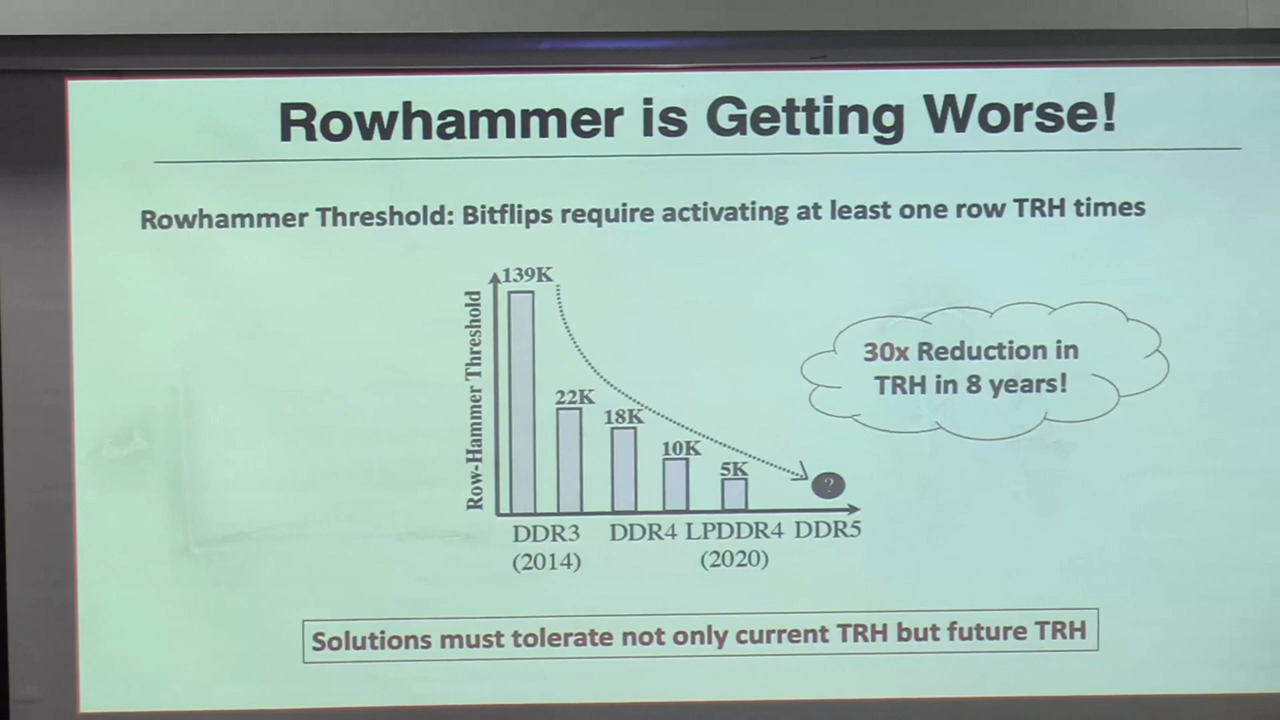 Rowhammer is Getting Worse!
Rowhammer Threshold: Bitflips require activating at least one row TRH times
Row-Hammer Threshold
139K
22K
18K
10K
5K
?
DDR3
(2014)
DDR4
LPDDR4
(2020)
DDR5
30x Reduction in
TRH in 8 years!
Solutions must tolerate not only current TRH but future TRH